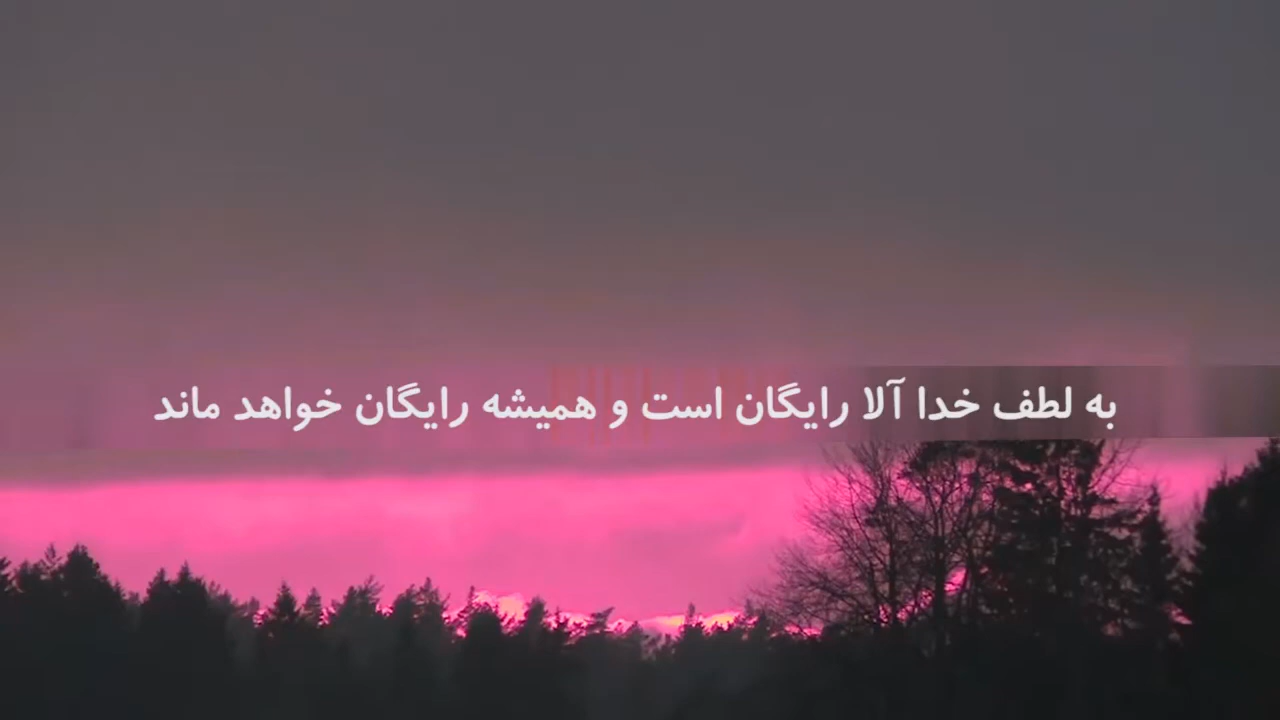 به لطف خدا آلا رایگان است و همیشه رایگان خواهد ماند